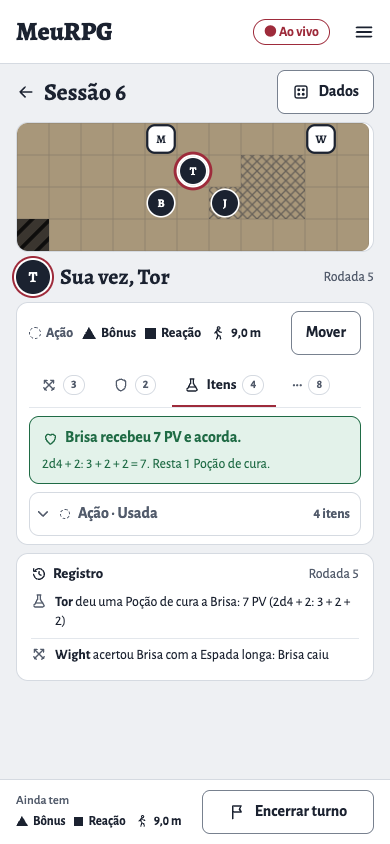 MeuRPG
Ao vivo
Sessão 6
Dados
M
W
T
B
J
T
Sua vez, Tor
Rodada 5
Ação
Bônus
Reação
9,0 m
Mover
3
2
Itens
4
8
Brisa recebeu 7 PV e acorda.
2d4 + 2: 3 + 2 + 2 = 7. Resta 1 Poção de cura.
Ação · Usada
4 itens
Registro
Rodada 5
Tor deu uma Poção de cura a Brisa: 7 PV (2d4 + 2: 3 + 2 +
2)
Wight acertou Brisa com a Espada longa: Brisa caiu
Ainda tem
Bônus
Reação
9,0 m
Encerrar turno